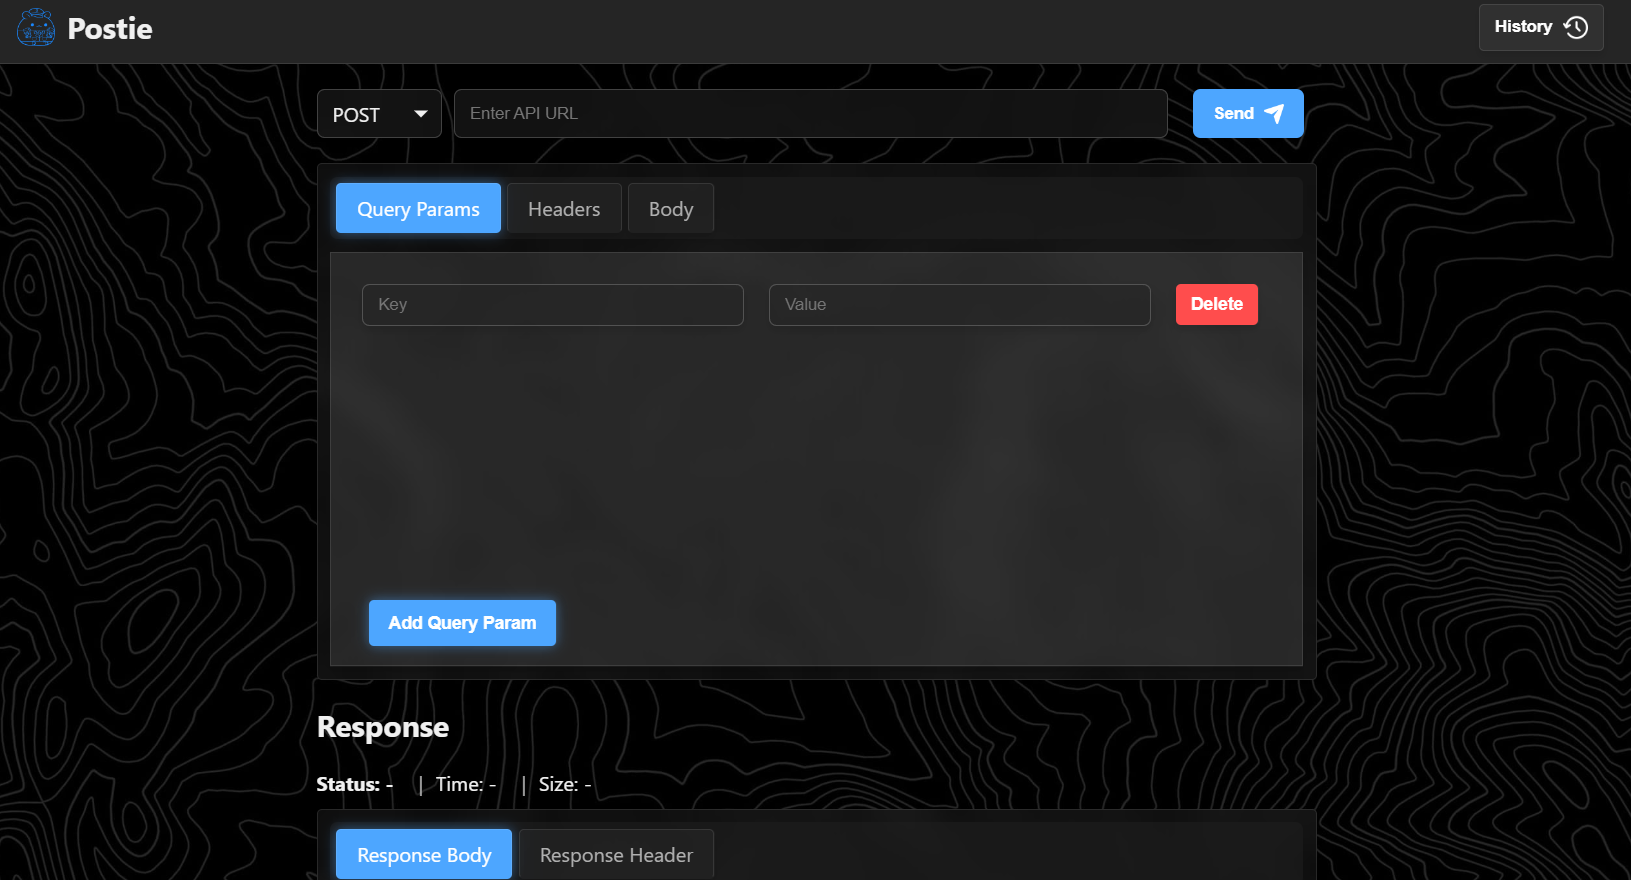 Postie
History
POST
Enter API URL
Send
Query Params
Headers
Body
Key
Value
Delete
Add Query Param
Response
Status: - | Time: - | Size: -
Response Body
Response Header